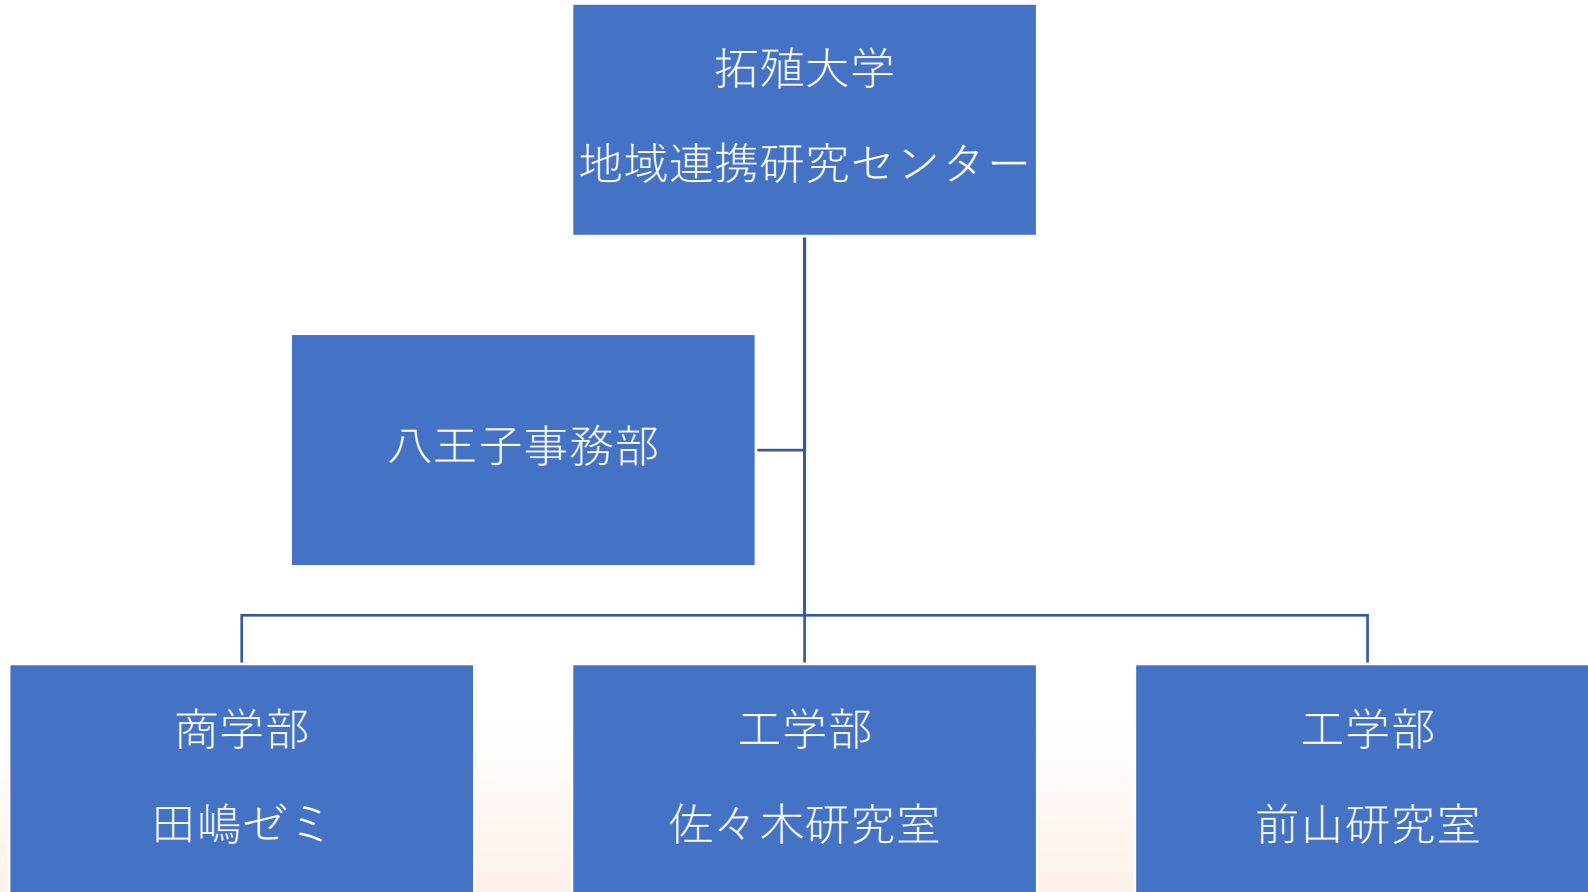 拓殖大学
地域連携研究センター
八王子事務部
商学部
田嶋ゼミ
工学部
佐々木研究室
工学部
前山研究室